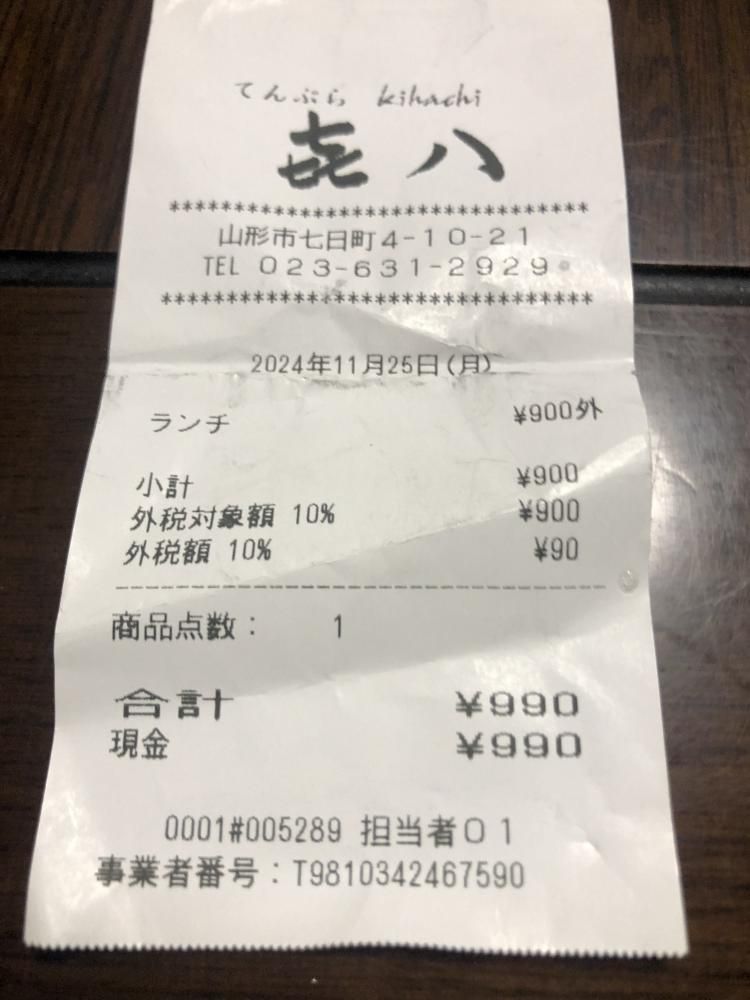 てんぷら kihachi
㐂八
********************************
山形市七日町4-10-21
TEL 023-631-2929
********************************
2024年11月25日(月)
ランチ ¥900外
小計 ¥900
外税対象額 10% ¥900
外税額 10% ¥90
--------------------------------
商品点数: 1
合計 ¥990
現金 ¥990
0001#005289 担当者01
事業者番号:T9810342467590